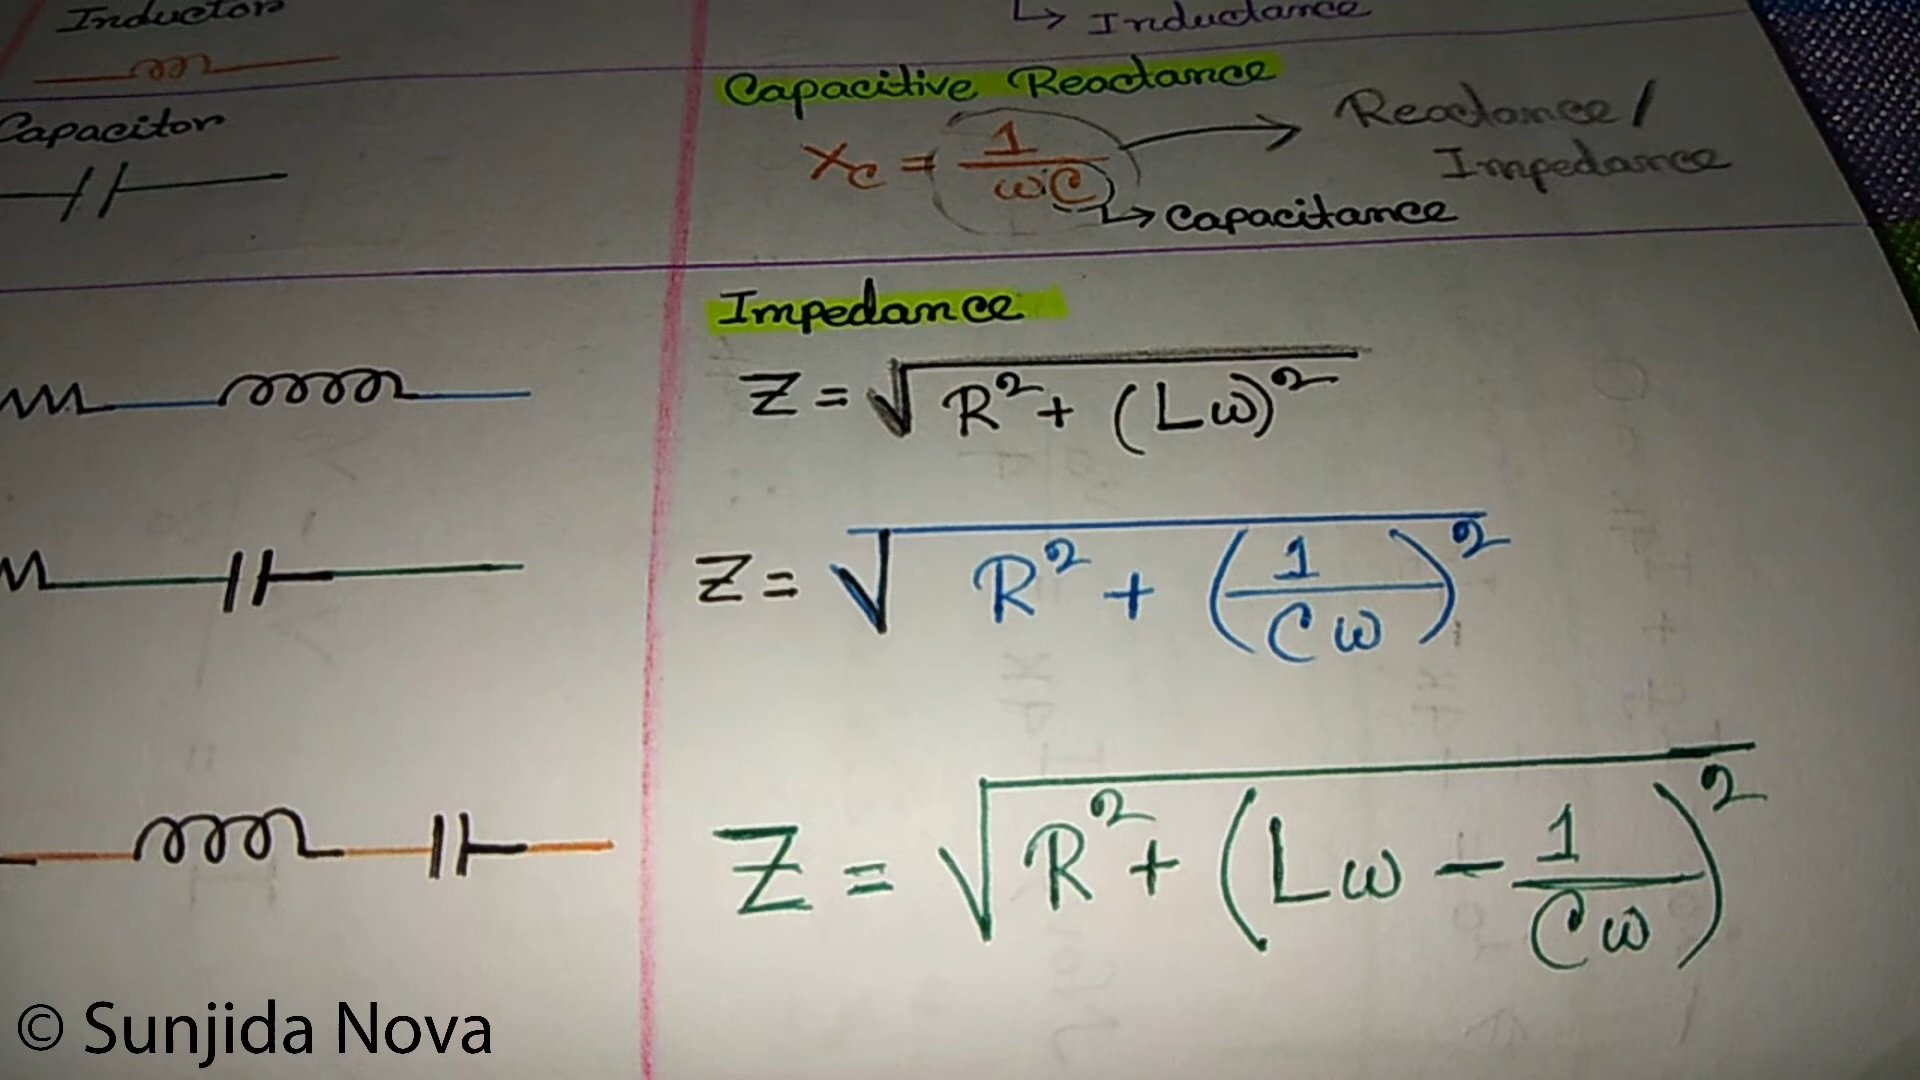 Inductor
↳ Inductance
Capacitor
Capacitive Reactance
Xc = 1/ωC → Reactance/
Impedance
↳ Capacitance
Impedance
Z = √(R² + (Lω)²)
Z = √(R² + (1/Cω)²)
Z = √(R² + (Lω − 1/Cω)²)
© Sunjida Nova